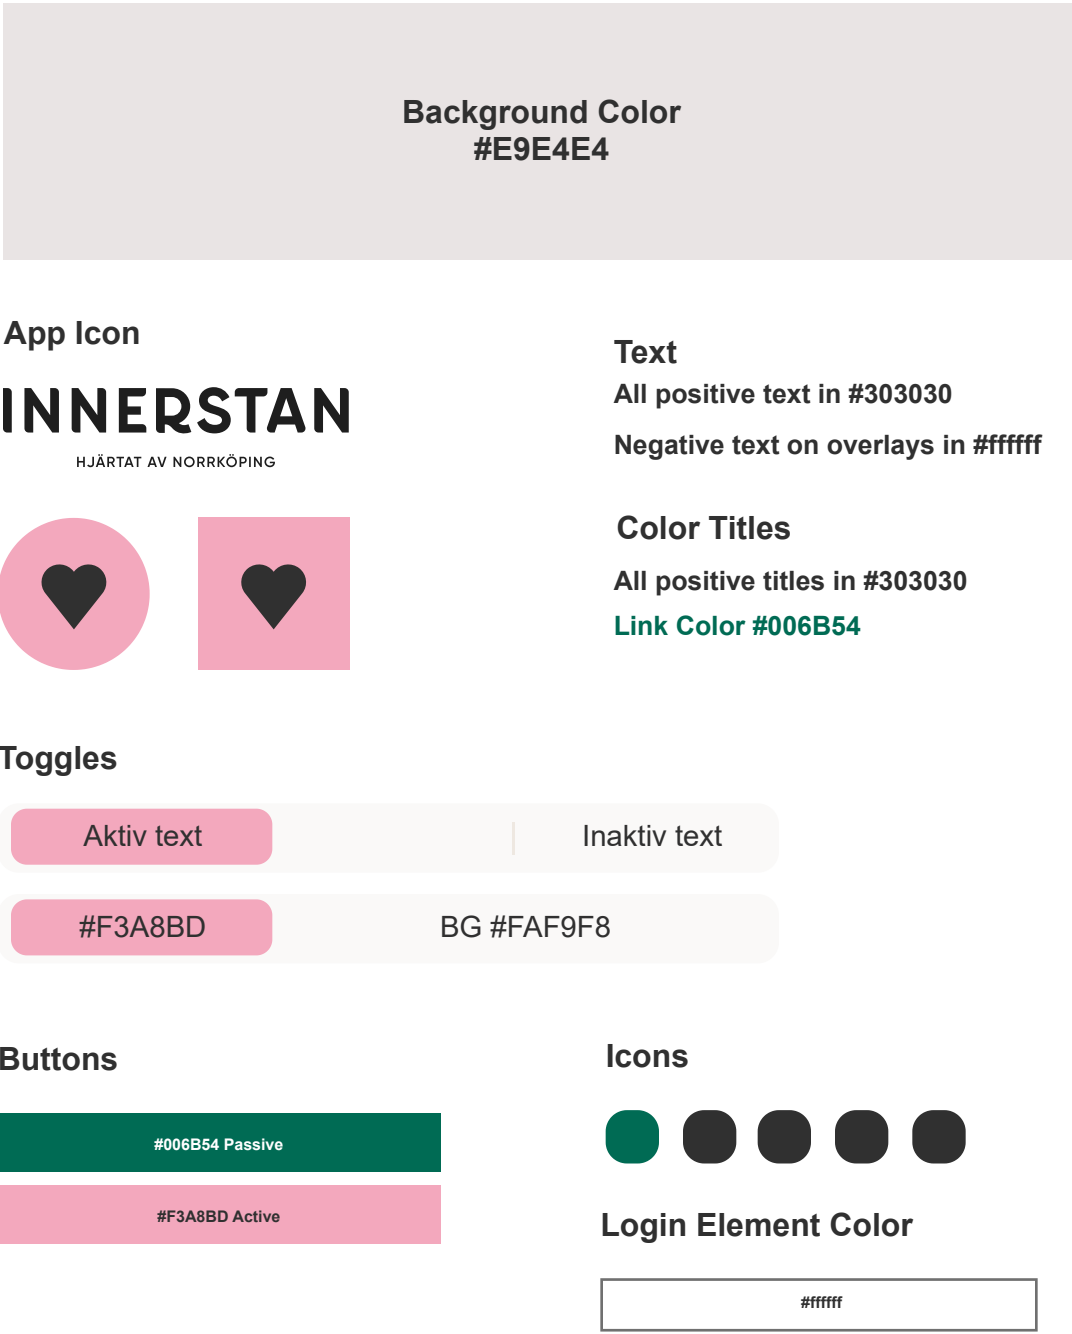 Background Color
#E9E4E4
App Icon
INNERSTAN
HJÄRTAT AV NORRKÖPING
Text
All positive text in #303030
Negative text on overlays in #ffffff
Color Titles
All positive titles in #303030
Link Color #006B54
Toggles
Aktiv text
Inaktiv text
#F3A8BD
BG #FAF9F8
Buttons
#006B54 Passive
#F3A8BD Active
Icons
Login Element Color
#ffffff